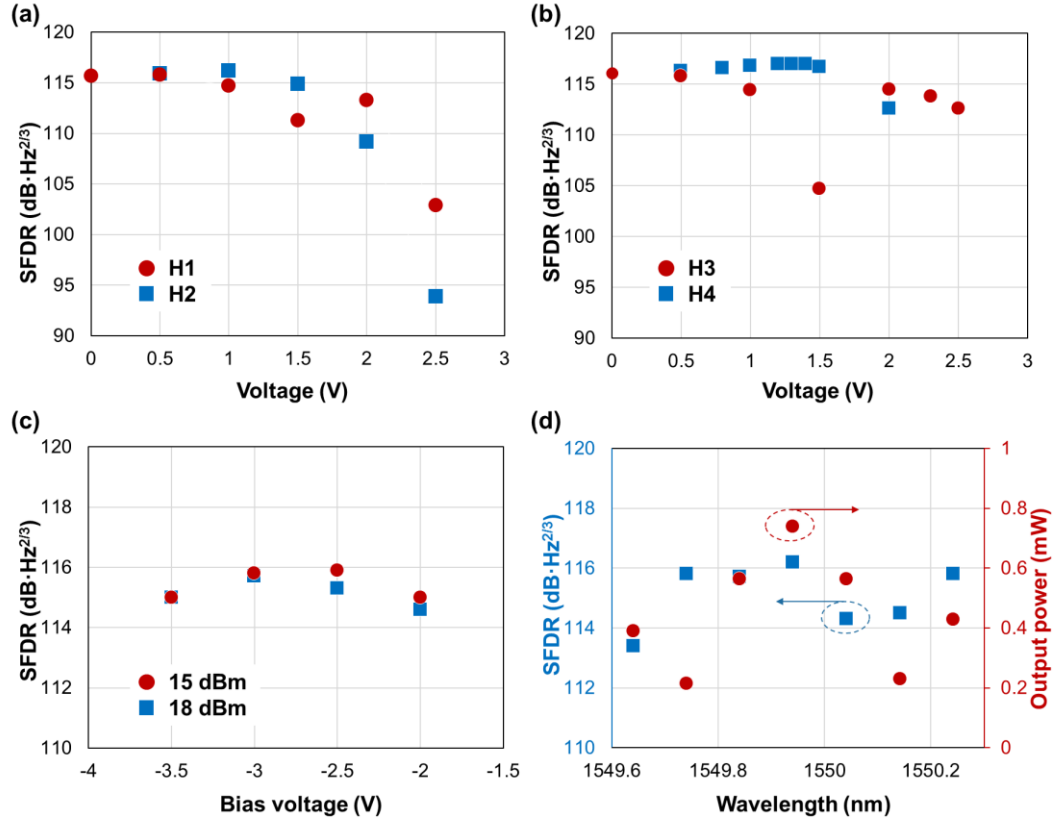 (a)
120
115
110
105
100
95
90
SFDR (dB·Hz2/3)
H1
H2
0 0.5 1 1.5 2 2.5 3
Voltage (V)
(b)
120
115
110
105
100
115
90
SFDR (dB·Hz2/3)
H3
H4
0 0.5 1 1.5 2 2.5 3
Voltage (V)
(c)
120
118
116
114
112
110
SFDR (dB·Hz2/3)
15 dBm
18 dBm
-4 -3.5 -3 -2.5 -2 -1.5
Bias voltage (V)
(d)
120
118
116
114
112
110
SFDR (dB·Hz2/3)
1
0.8
0.6
0.4
0.2
0
Output power (mW)
1549.6 1549.8 1550 1550.2
Wavelength (nm)